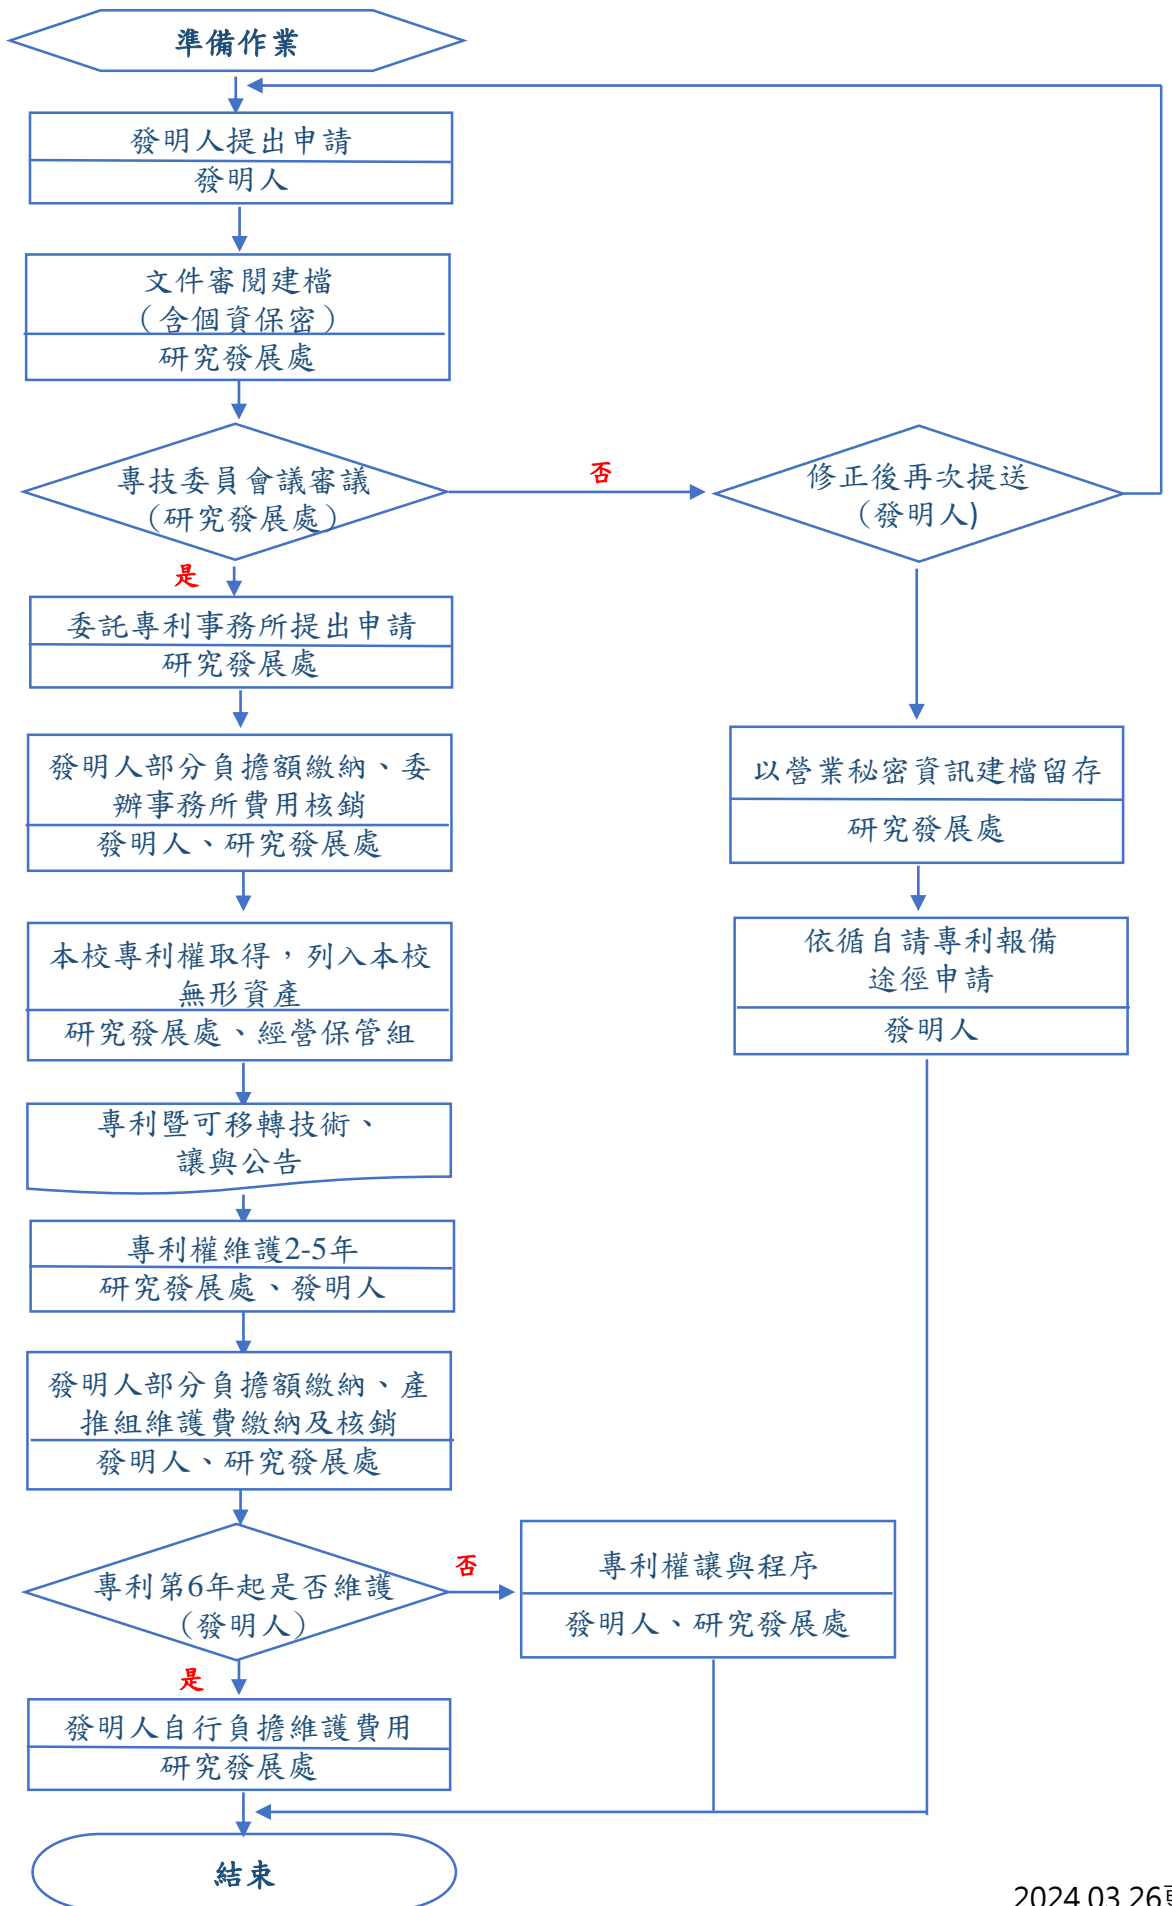 準備作業
發明人提出申請
發明人
文件審閱建檔
（含個資保密）
研究發展處
專技委員會議審議
（研究發展處）
否
修正後再次提送
（發明人)
是
委託專利事務所提出申請
研究發展處
發明人部分負擔額繳納、委
辦事務所費用核銷
發明人、研究發展處
以營業秘密資訊建檔留存
研究發展處
本校專利權取得，列入本校
無形資產
研究發展處、經營保管組
依循自請專利報備
途徑申請
發明人
專利暨可移轉技術、
讓與公告
專利權維護2-5年
研究發展處、發明人
發明人部分負擔額繳納、產
推組維護費繳納及核銷
發明人、研究發展處
專利第6年起是否維護
（發明人）
否
專利權讓與程序
發明人、研究發展處
是
發明人自行負擔維護費用
研究發展處
結束
2024.03.26